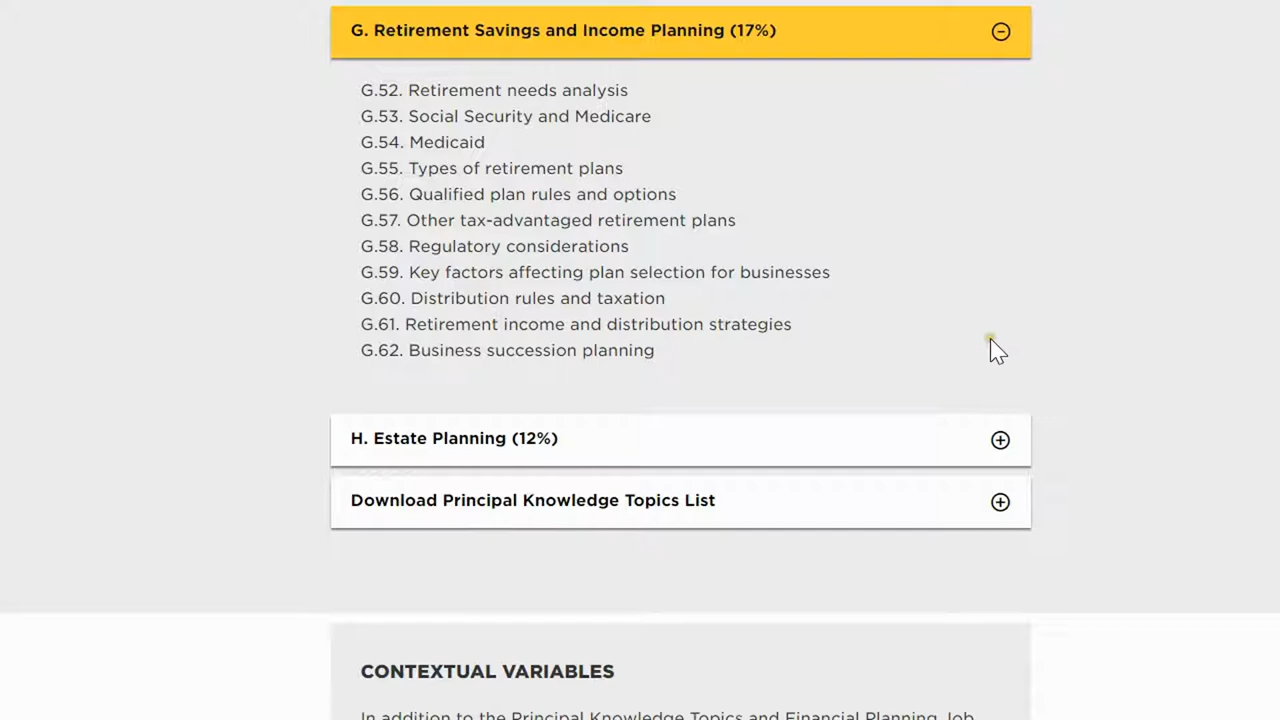 G. Retirement Savings and Income Planning (17%)
G.52. Retirement needs analysis
G.53. Social Security and Medicare
G.54. Medicaid
G.55. Types of retirement plans
G.56. Qualified plan rules and options
G.57. Other tax-advantaged retirement plans
G.58. Regulatory considerations
G.59. Key factors affecting plan selection for businesses
G.60. Distribution rules and taxation
G.61. Retirement income and distribution strategies
G.62. Business succession planning
H. Estate Planning (12%)
Download Principal Knowledge Topics List
CONTEXTUAL VARIABLES
In addition to the Principal Knowledge Topics and Financial Planning Job